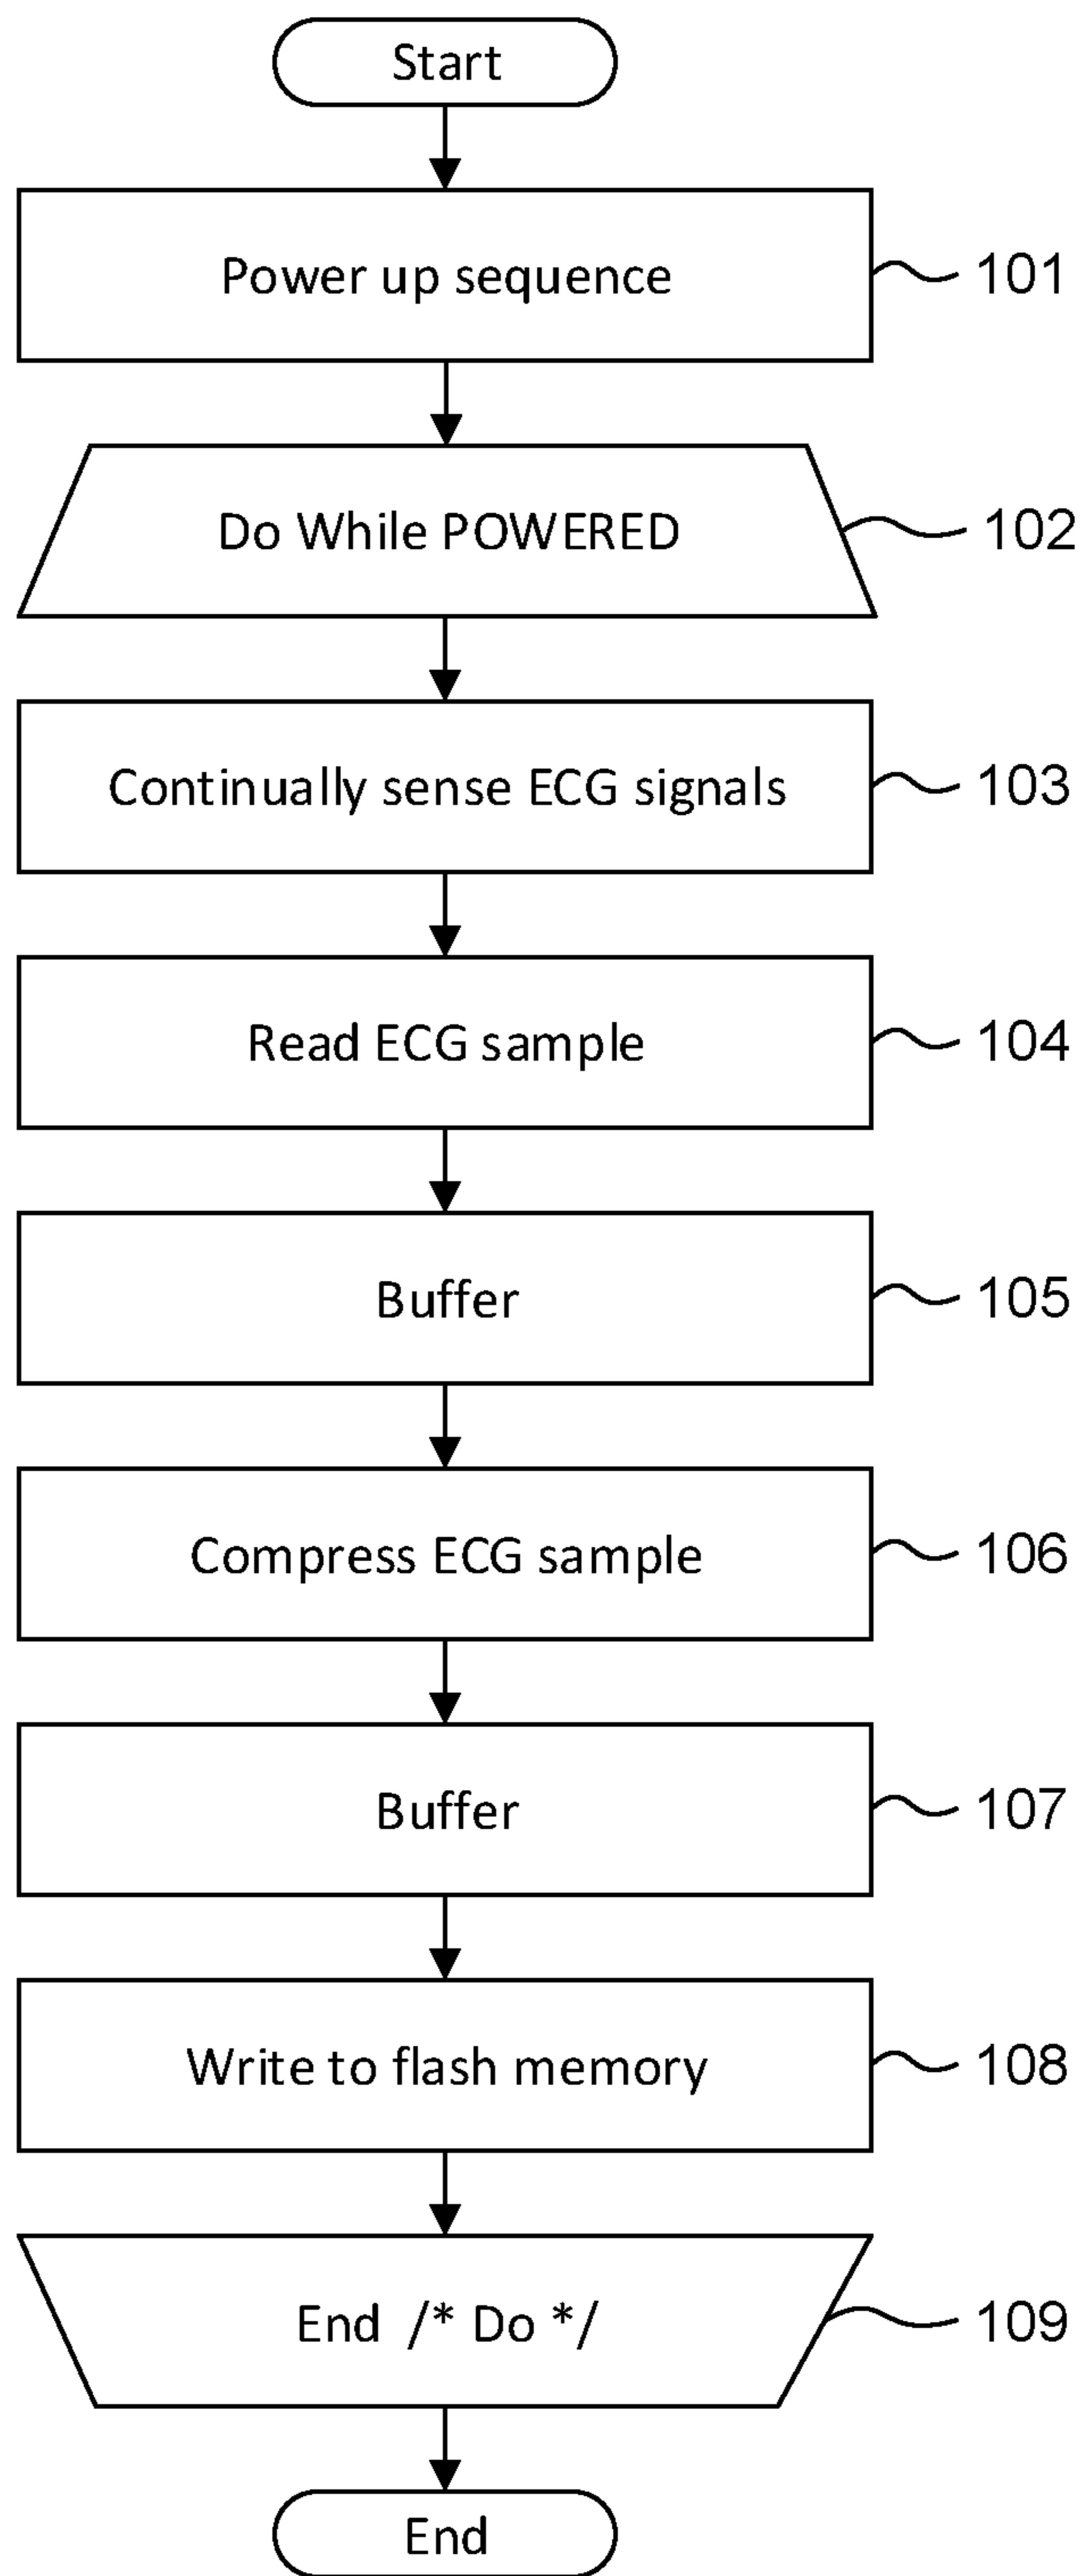 Start
Power up sequence
101
Do While POWERED
102
Continually sense ECG signals
103
Read ECG sample
104
Buffer
105
Compress ECG sample
106
Buffer
107
Write to flash memory
108
End /* Do */
109
End